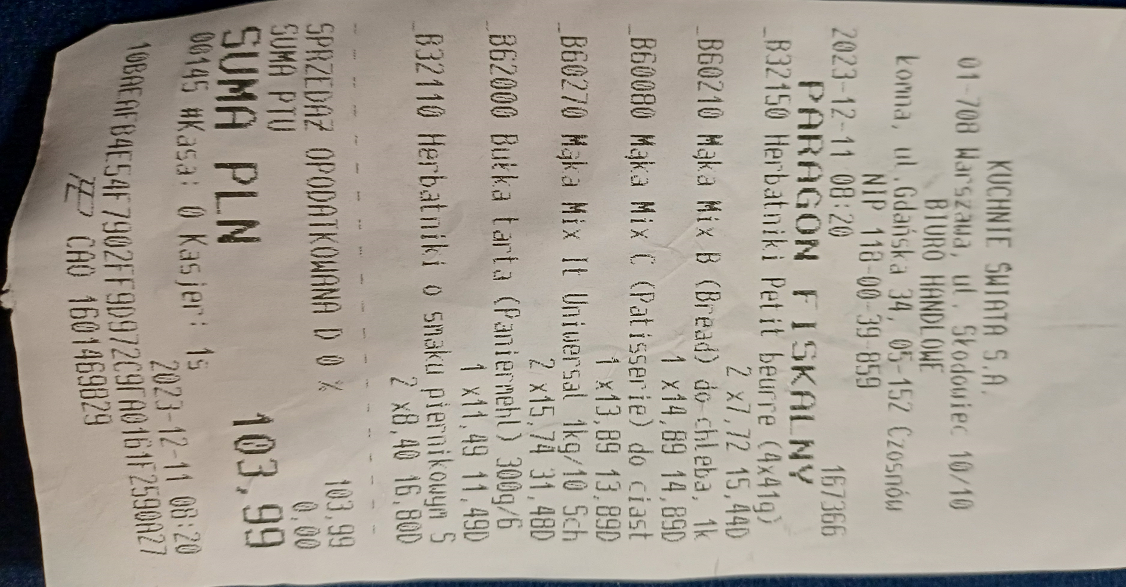 KUCHNIE ŚWIATA S.A.
01-708 Warszawa, ul. Skodowiec 10/10
BIURO HANDLOWE
Łomna, ul.Gdańska 34, 05-152 Czosnów
NIP 118-00-39-859
2023-12-11 08:20 167366
PARAGON FISKALNY
_B32150 Herbatniki Petit beurre (4x41g)
2 x7,72 15,44D
_B60210 Mąka Mix B (Bread) do chleba, 1k
1 x14,89 14,89D
_B60080 Mąka Mix C (Patisserie) do ciast
1 x13,89 13,89D
_B60270 Mąka Mix It Universal 1kg/10 Sch
2 x15,74 31,48D
_B62000 Bułka tarta (Paniermehl) 300g/6
1 x11,49 11,49D
_B32110 Herbatniki o smaku piernikowym S
2 x8,40 16,80D
SPRZEDAŻ OPODATKOWANA D 0 % 103,99
SUMA PTU 0,00
SUMA PLN 103,99
00145 #Kasa: 0 Kasjer: 15 2023-12-11 08:20
10BAEAFB4E54F7902FF9D972C9FA0161F2590A27
CAO 1601469829